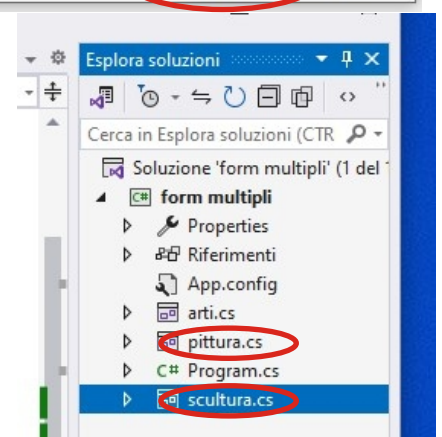 Esplora soluzioni
Cerca in Esplora soluzioni (CTR
Soluzione 'form multipli' (1 del
C# form multipli
Properties
Riferimenti
App.config
arti.cs
pittura.cs
C# Program.cs
scultura.cs